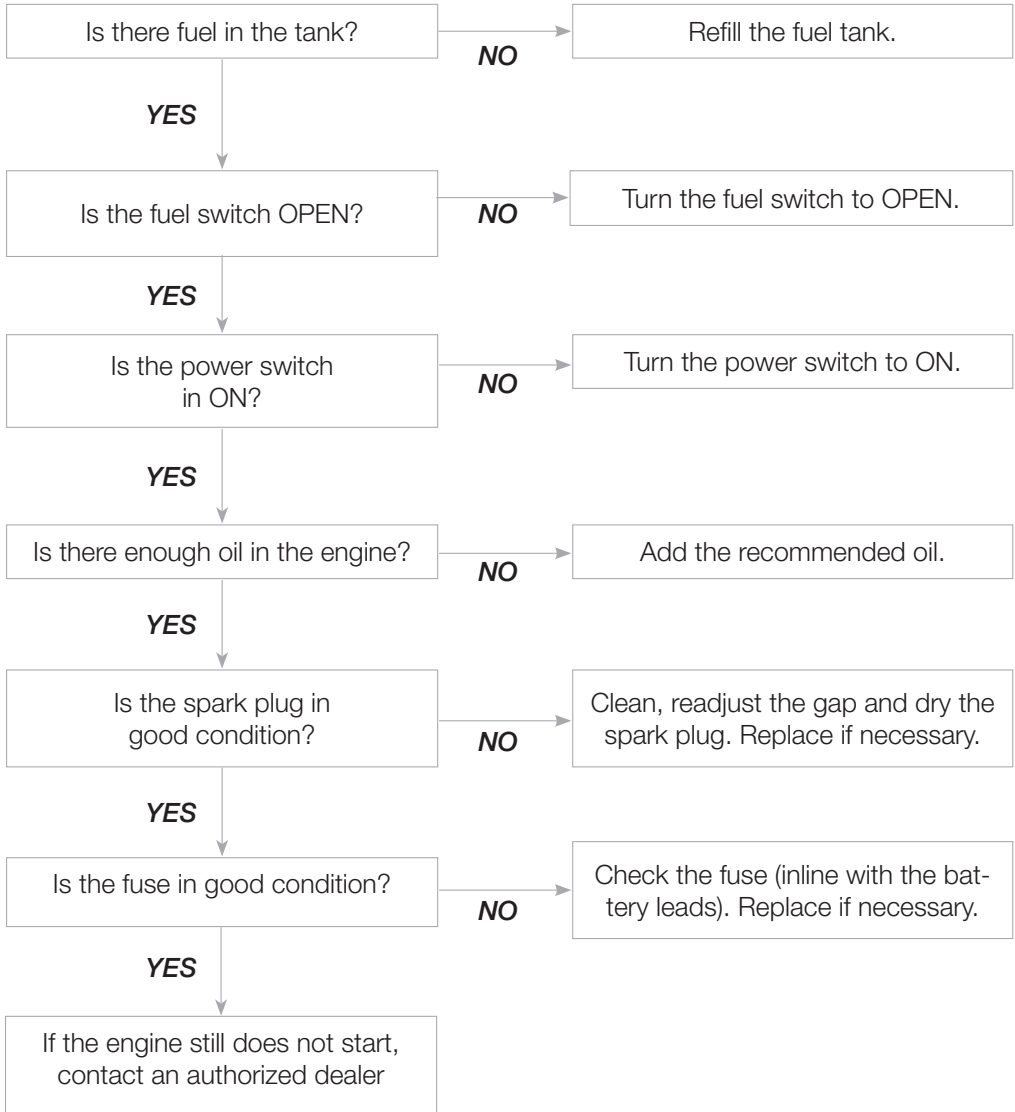 Is there fuel in the tank?
NO
Refill the fuel tank.
YES
Is the fuel switch OPEN?
NO
Turn the fuel switch to OPEN.
YES
Is the power switch
in ON?
NO
Turn the power switch to ON.
YES
Is there enough oil in the engine?
NO
Add the recommended oil.
YES
Is the spark plug in
good condition?
NO
Clean, readjust the gap and dry the
spark plug. Replace if necessary.
YES
Is the fuse in good condition?
NO
Check the fuse (inline with the bat-
tery leads). Replace if necessary.
YES
If the engine still does not start,
contact an authorized dealer